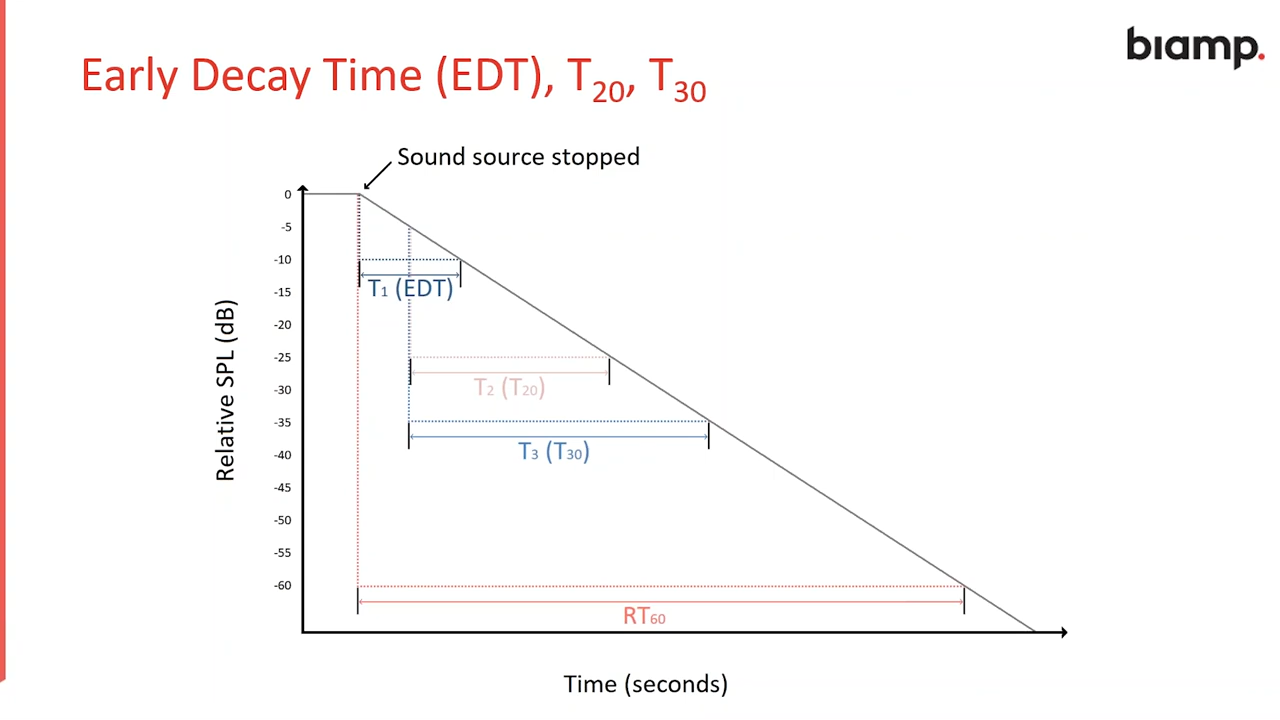 biamp.
Early Decay Time (EDT), T20, T30
Sound source stopped
0
-5
-10
-15
-20
-25
-30
-35
-40
-45
-50
-55
-60
Relative SPL (dB)
T1 (EDT)
T2 (T20)
T3 (T30)
RT60
Time (seconds)